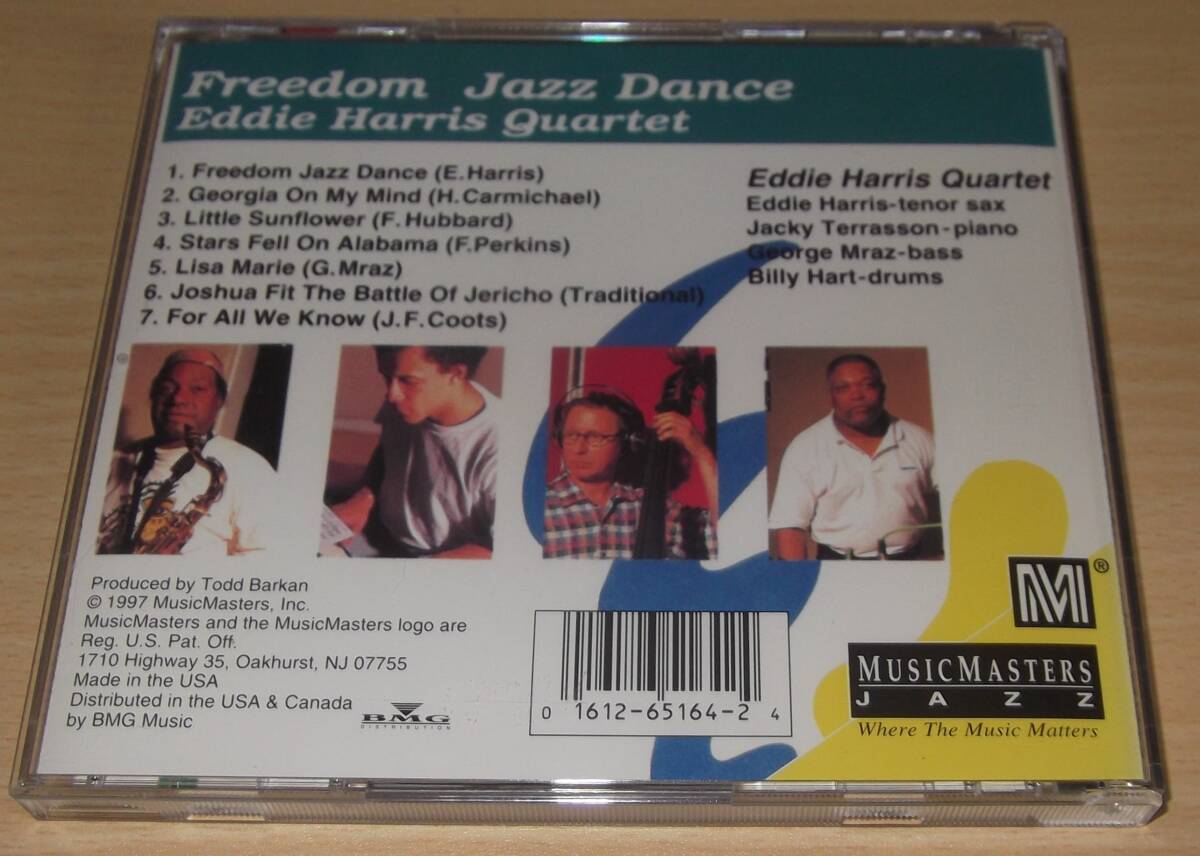 Freedom Jazz Dance
Eddie Harris Quartet
1. Freedom Jazz Dance (E.Harris)
2. Georgia On My Mind (H.Carmichael)
3. Little Sunflower (F.Hubbard)
4. Stars Fell On Alabama (F.Perkins)
5. Lisa Marie (G.Mraz)
6. Joshua Fit The Battle Of Jericho (Traditional)
7. For All We Know (J.F.Coots)
Eddie Harris Quartet
Eddie Harris-tenor sax
Jacky Terrasson-piano
George Mraz-bass
Billy Hart-drums
Produced by Todd Barkan
© 1997 MusicMasters, Inc.
MusicMasters and the MusicMasters logo are
Reg. U.S. Pat. Off.
1710 Highway 35, Oakhurst, NJ 07755
Made in the USA
Distributed in the USA & Canada
by BMG Music
BMG
DISTRIBUTION
0 1612-65164-2 4
MM ®
MUSICMASTERS
JAZZ
Where The Music Matters